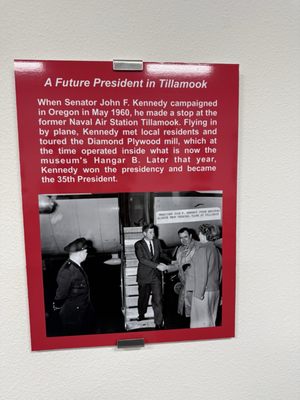 A Future President in Tillamook
When Senator John F. Kennedy campaigned
in Oregon in May 1960, he made a stop at the
former Naval Air Station Tillamook. Flying in
by plane, Kennedy met local residents and
toured the Diamond Plywood mill, which at
the time operated inside what is now the
museum's Hangar B. Later that year,
Kennedy won the presidency and became
the 35th President.